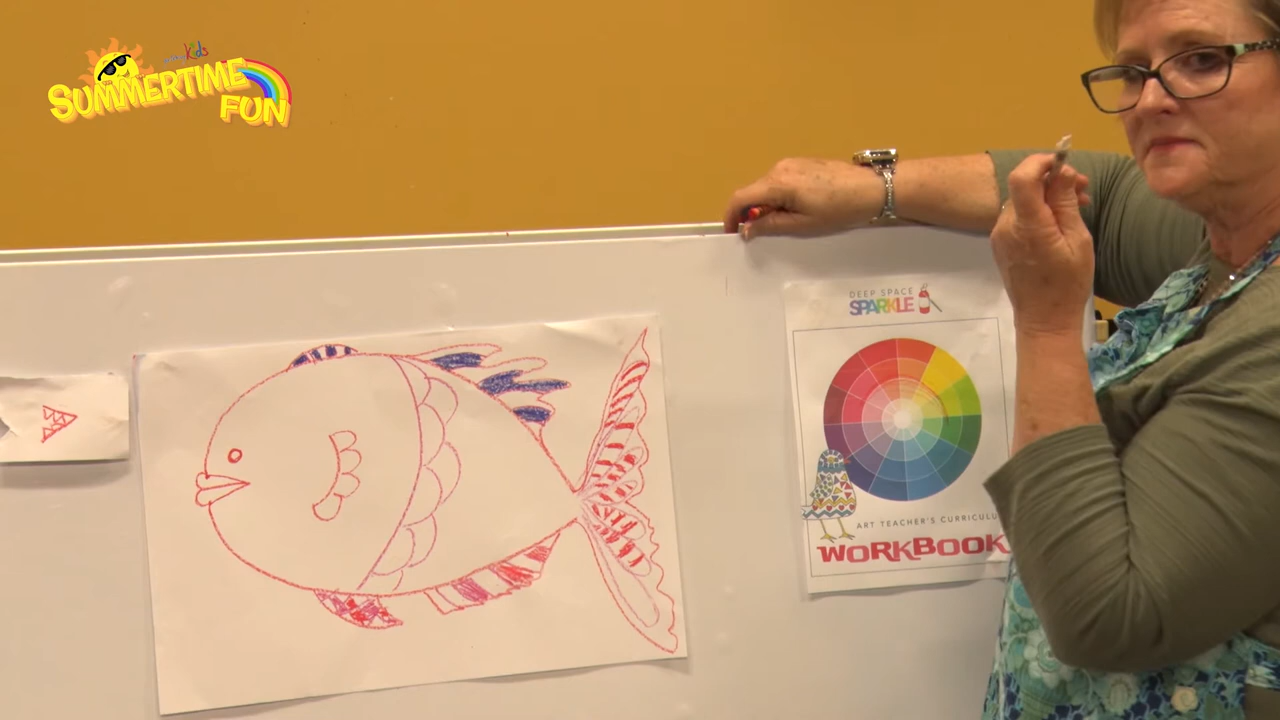 Kids
SUMMERTIME
FUN
DEEP SPACE
SPARKLE
ART TEACHER'S CURRICULU
WORKBOOK